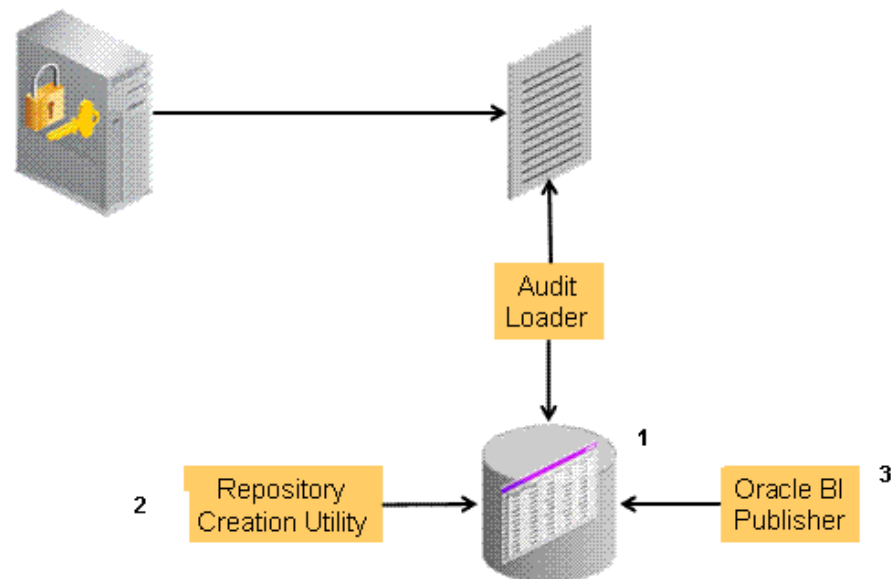 Audit
Loader
1
2
Repository
Creation Utility
Oracle BI
Publisher
3